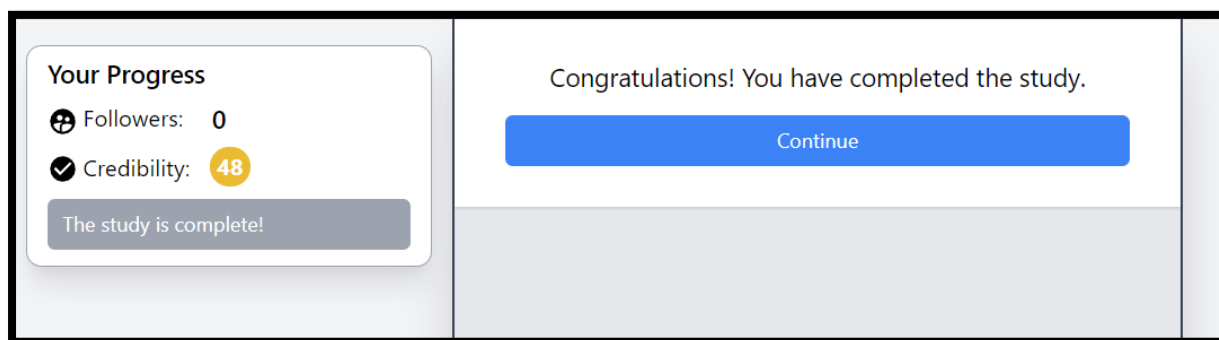 Your Progress
Followers: 0
Credibility: 48
The study is complete!
Congratulations! You have completed the study.
Continue